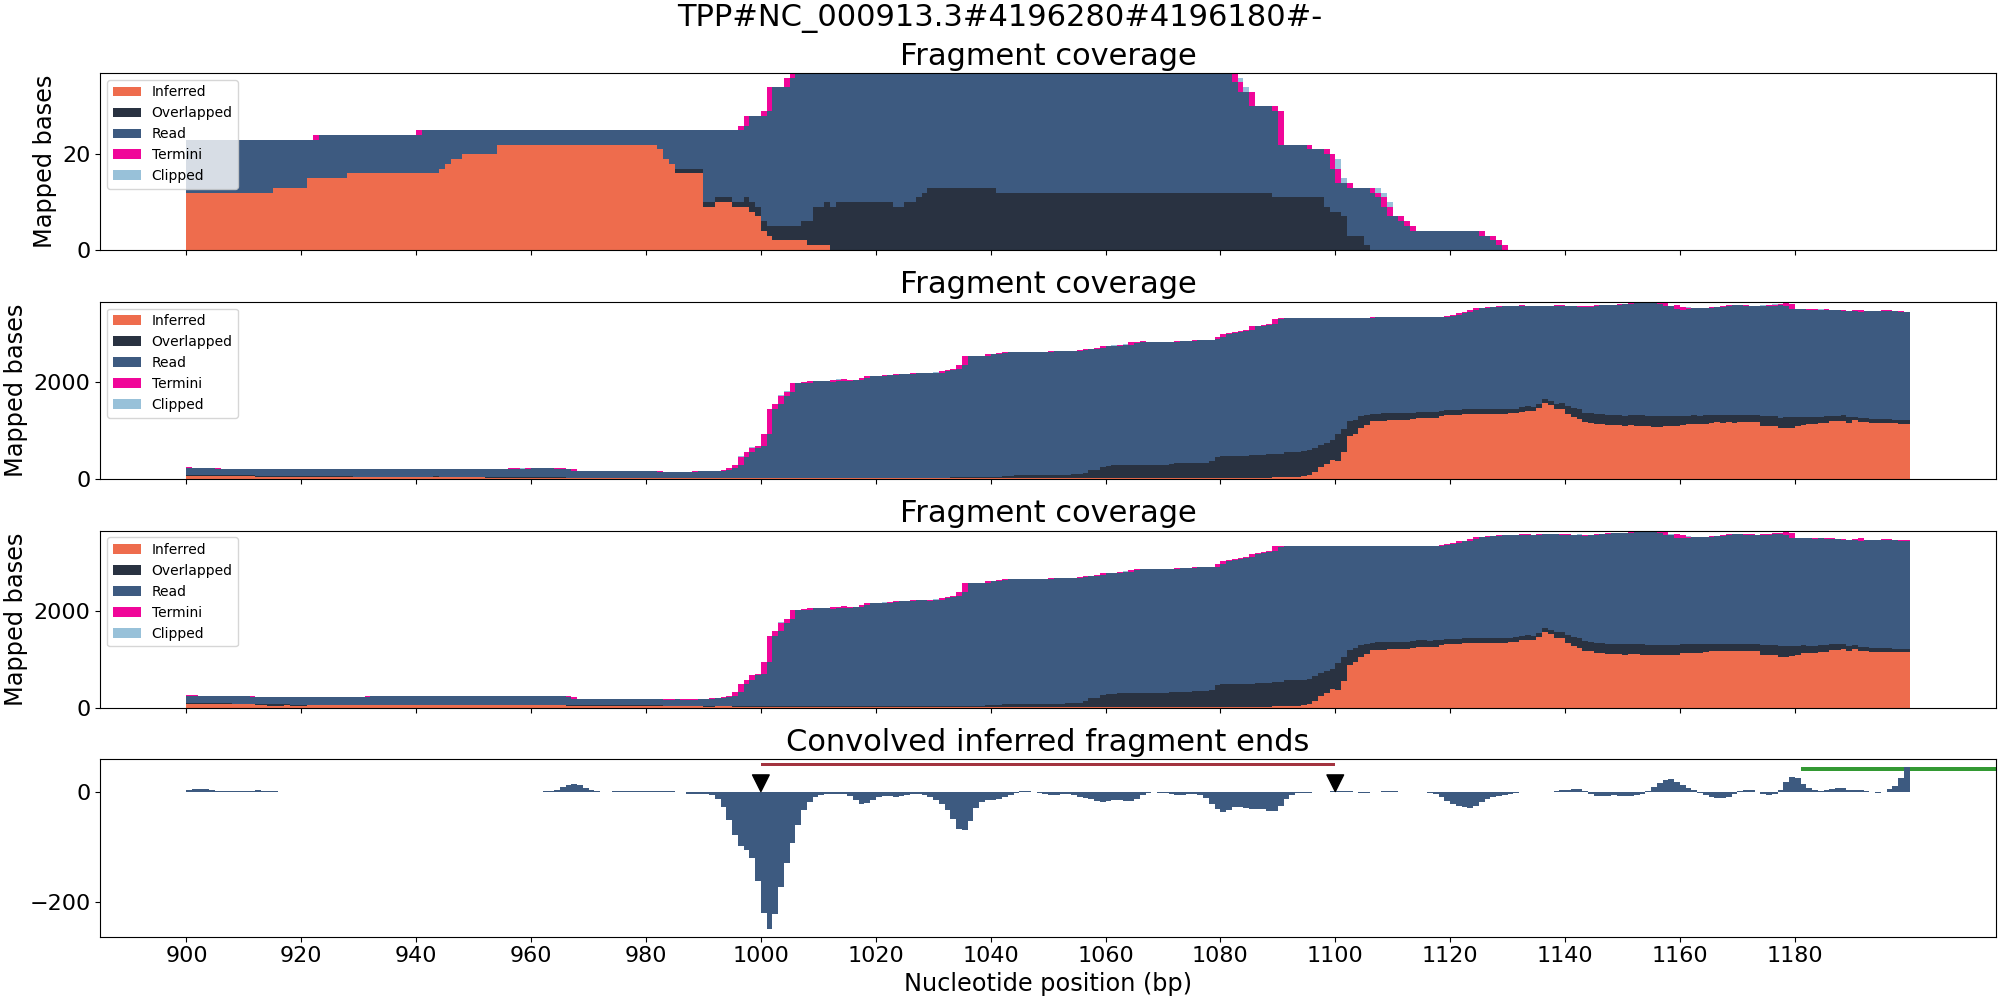 TPP#NC_000913.3#4196280#4196180#-
Fragment coverage
Mapped bases
20
0
Inferred
Overlapped
Read
Termini
Clipped
Fragment coverage
Mapped bases
2000
0
Inferred
Overlapped
Read
Termini
Clipped
Fragment coverage
Mapped bases
2000
0
Inferred
Overlapped
Read
Termini
Clipped
Convolved inferred fragment ends
0
−200
900 920 940 960 980 1000 1020 1040 1060 1080 1100 1120 1140 1160 1180
Nucleotide position (bp)